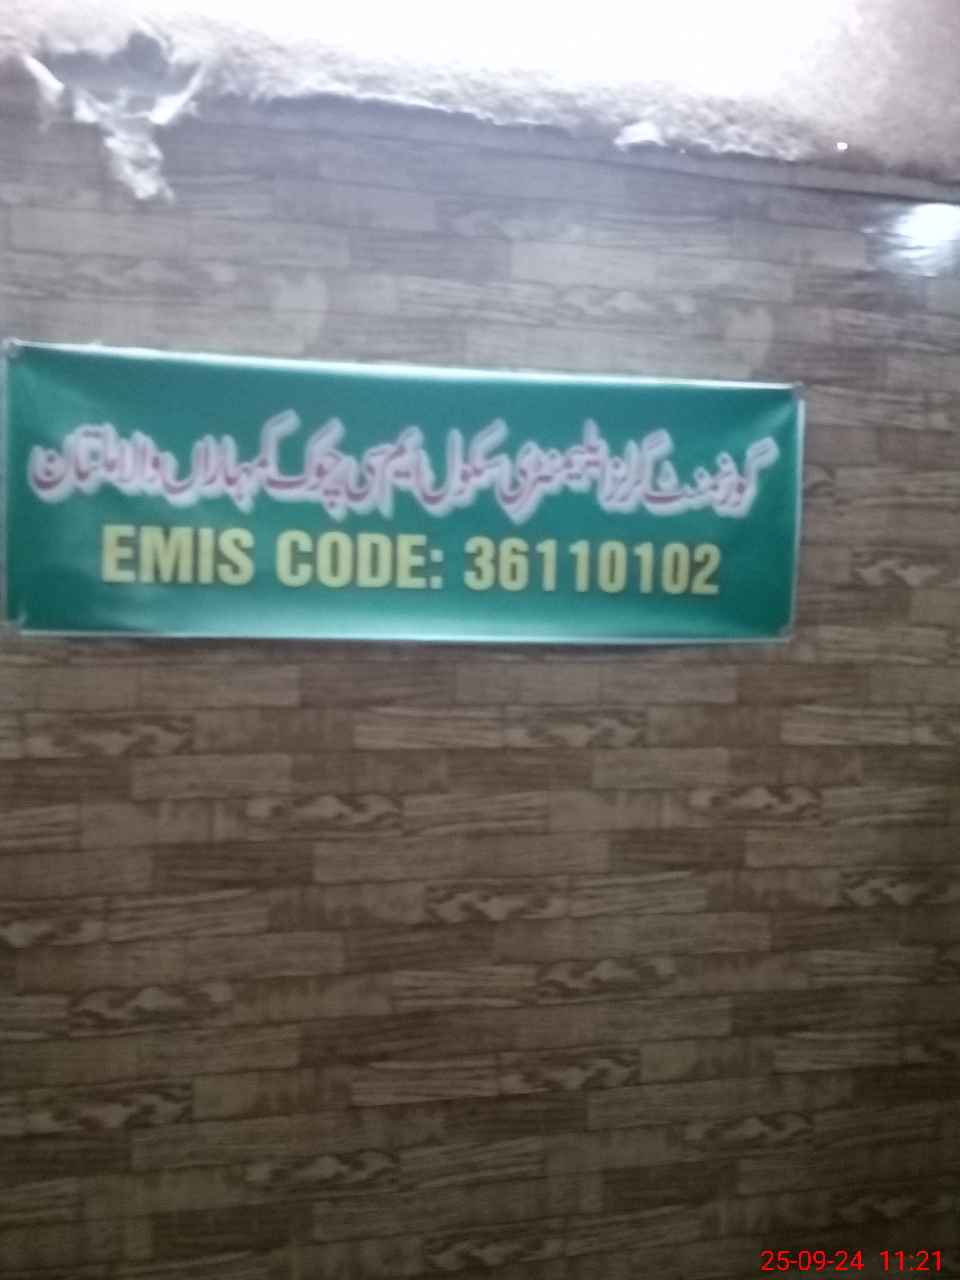 گورنمنٹ گرلز ایلیمنٹری سکول ایم سی چوک کمہاراں والا ملتان
EMIS CODE: 36110102
25-09-24 11:21